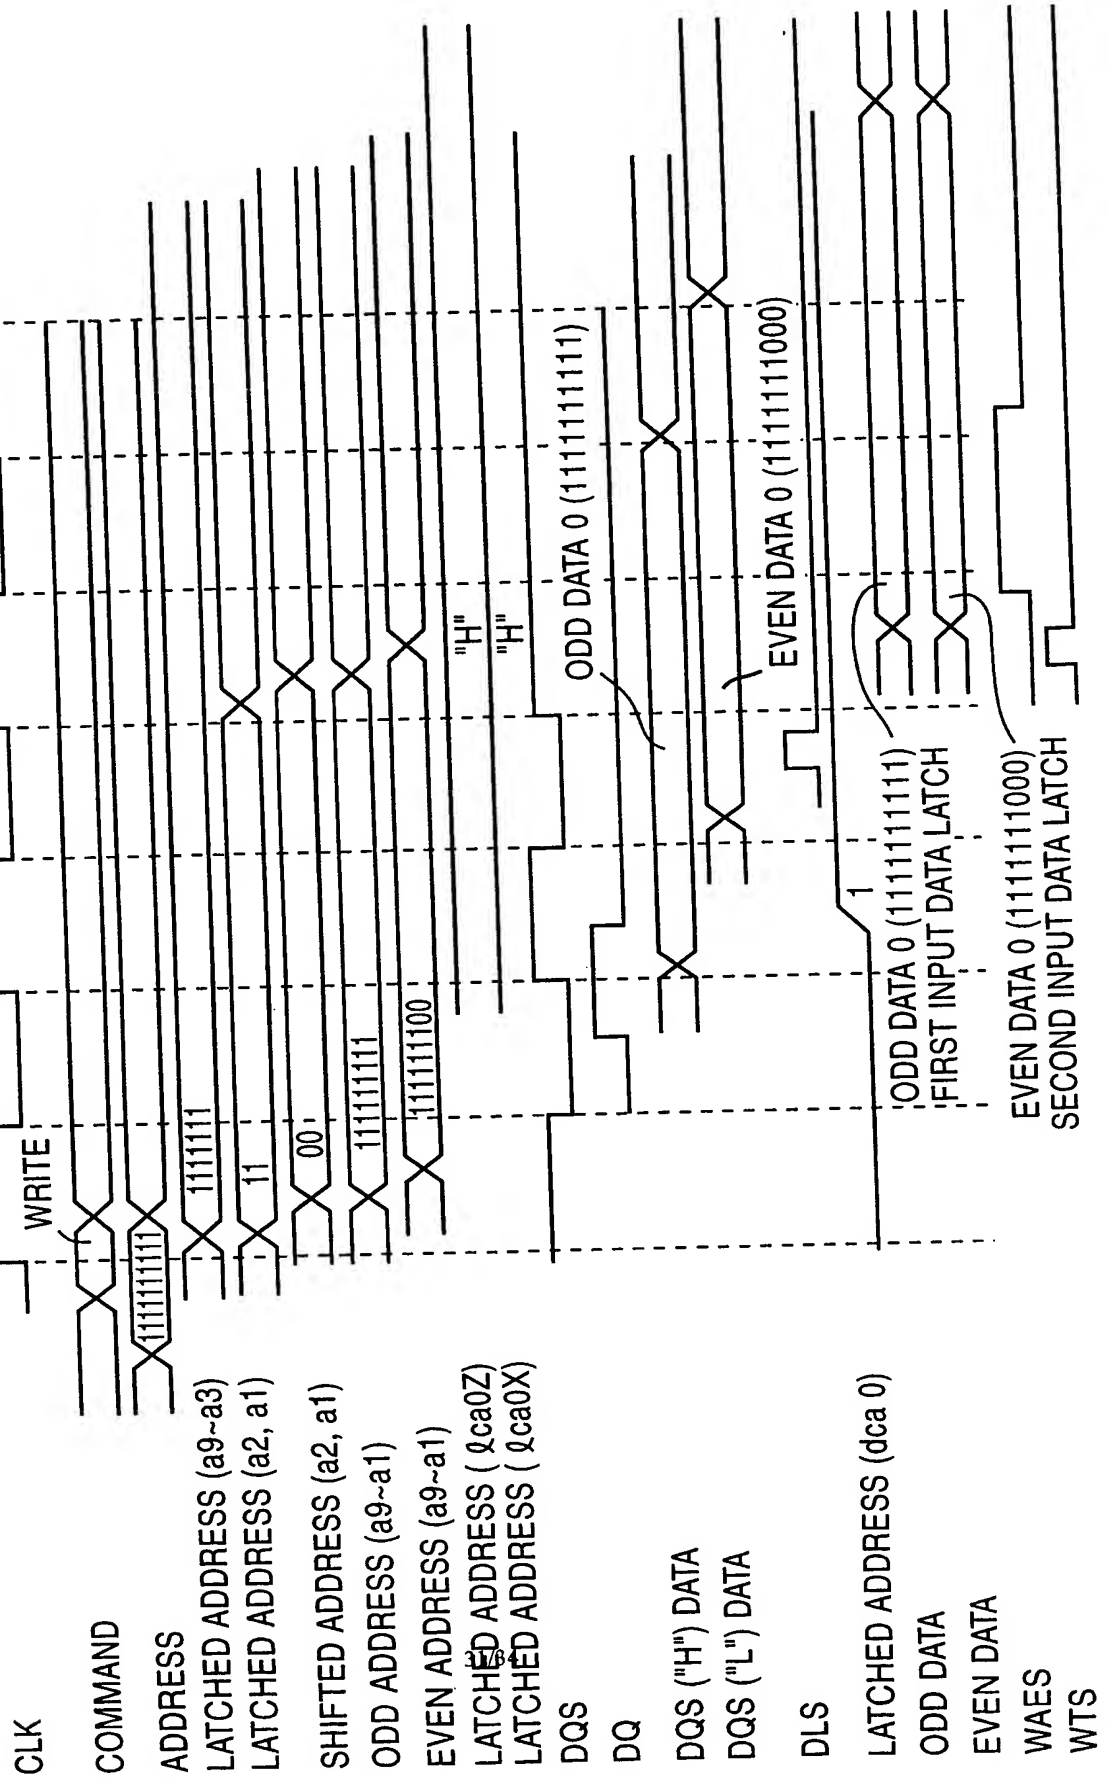 CLK
COMMAND
WRITE
ADDRESS
1111111111
LATCHED ADDRESS (a9~a3)
1111111
LATCHED ADDRESS (a2, a1)
11
SHIFTED ADDRESS (a2, a1)
00
ODD ADDRESS (a9~a1)
111111111
EVEN ADDRESS (a9~a1)
111111100
LATCHED ADDRESS ( ℓca0Z)
"H"
LATCHED ADDRESS ( ℓca0X)
"H"
DQS
DQ
ODD DATA 0 (1111111111)
DQS ("H") DATA
DQS ("L") DATA
EVEN DATA 0 (1111111000)
DLS
LATCHED ADDRESS (dca 0)
1
ODD DATA
ODD DATA 0 (1111111111)
FIRST INPUT DATA LATCH
EVEN DATA
EVEN DATA 0 (1111111000)
SECOND INPUT DATA LATCH
WAES
WTS
31/34